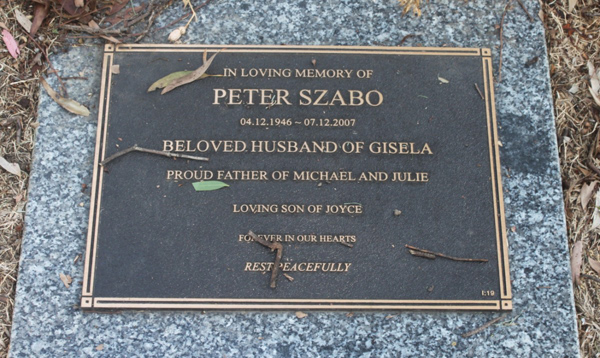 IN LOVING MEMORY OF
PETER SZABO
04.12.1946 ~ 07.12.2007
BELOVED HUSBAND OF GISELA
PROUD FATHER OF MICHAEL AND JULIE
LOVING SON OF JOYCE
FOREVER IN OUR HEARTS
REST PEACEFULLY
E19